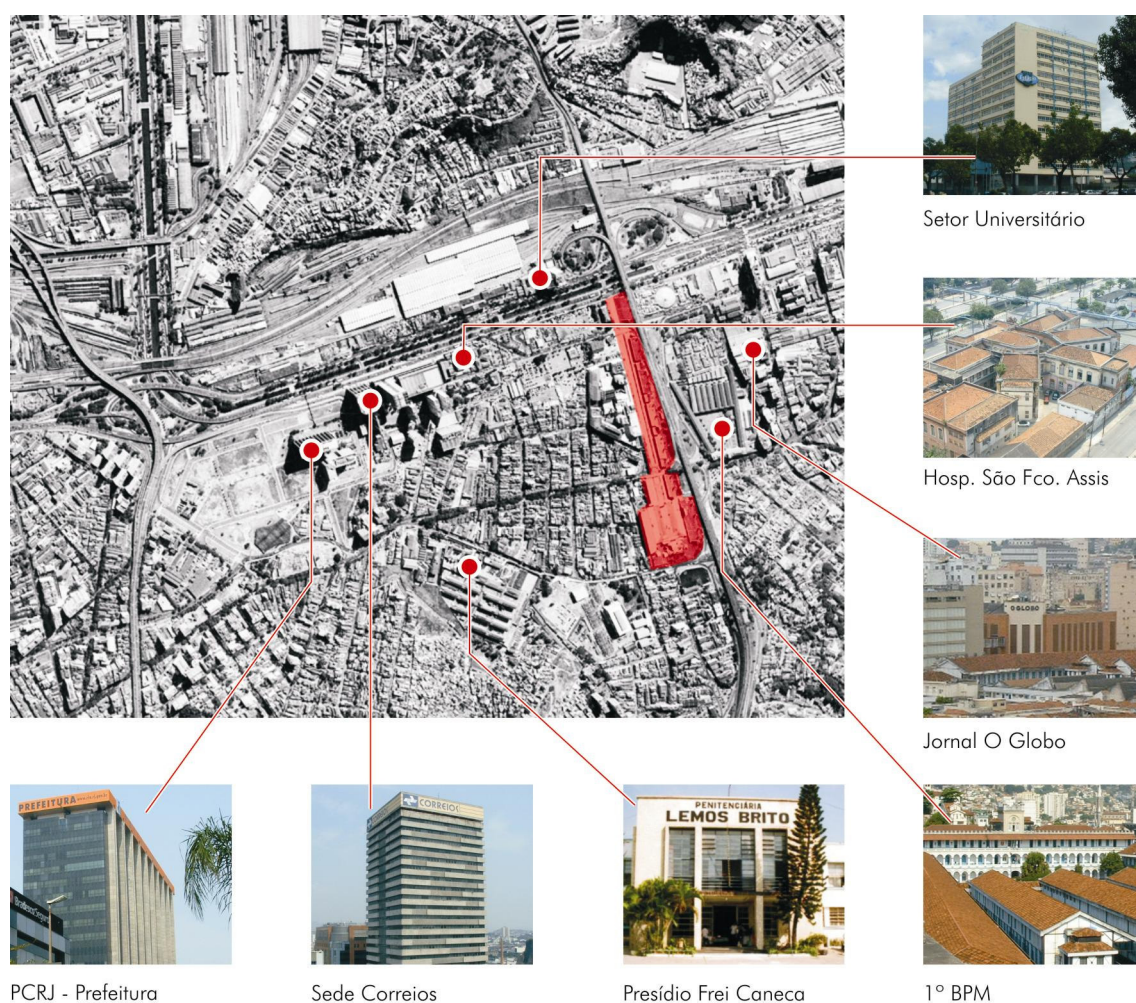 Setor Universitário
Hosp. São Fco. Assis
O GLOBO
Jornal O Globo
PREFEITURA
PCRJ - Prefeitura
CORREIOS
Sede Correios
PENITENCIÁRIA
LEMOS BRITO
Presídio Frei Caneca
1º BPM